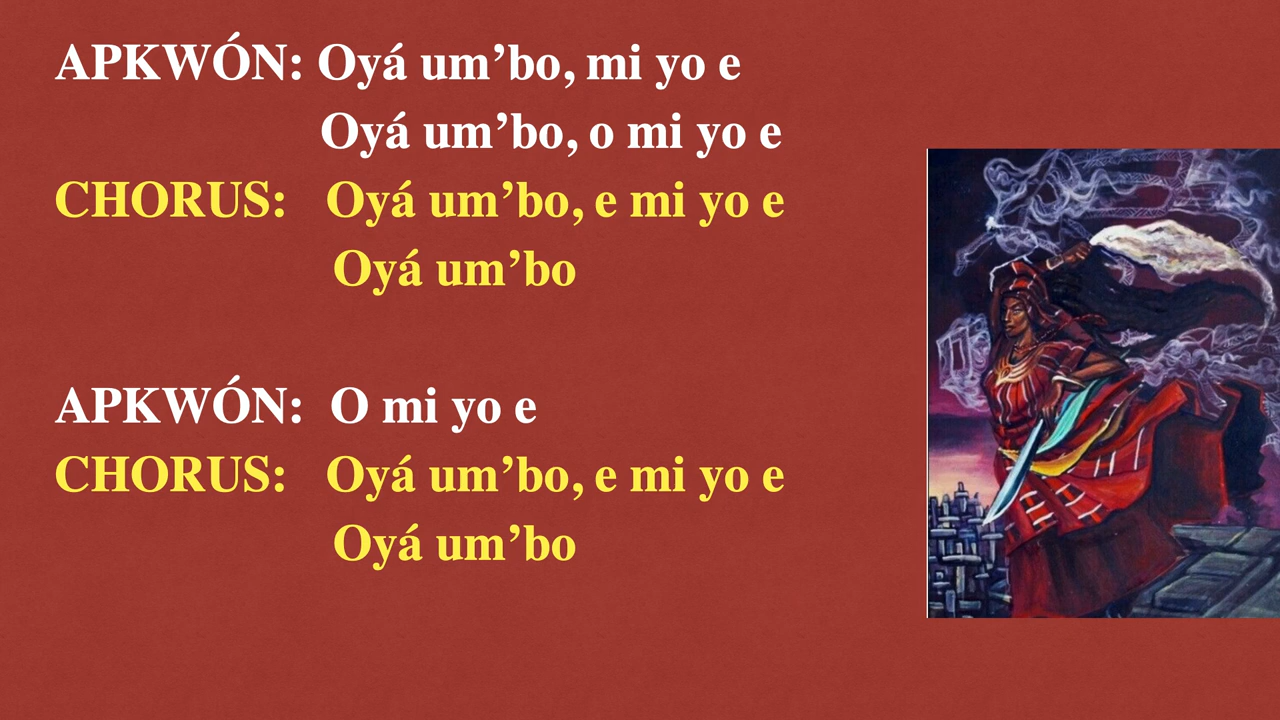 APKWÓN: Oyá um’bo, mi yo e
Oyá um’bo, o mi yo e
CHORUS: Oyá um’bo, e mi yo e
Oyá um’bo
APKWÓN: O mi yo e
CHORUS: Oyá um’bo, e mi yo e
Oyá um’bo